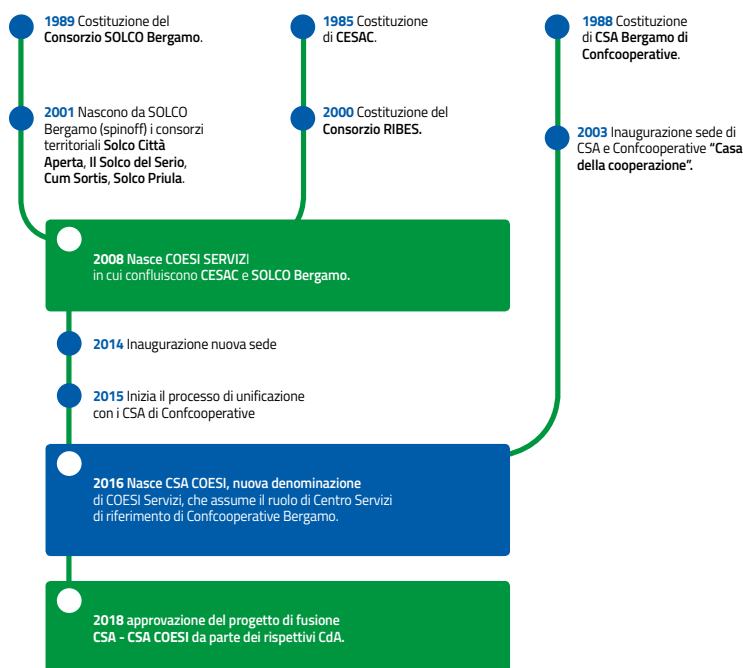 1989 Costituzione del
Consorzio SOLCO Bergamo.
2001 Nascono da SOLCO
Bergamo (spinoff) i consorzi
territoriali Solco Città
Aperta, Il Solco del Serio,
Cum Sortis, Solco Priula.
1985 Costituzione
di CESAC.
2000 Costituzione del
Consorzio RIBES.
1988 Costituzione
di CSA Bergamo di
Confcooperative.
2003 Inaugurazione sede di
CSA e Confcooperative “Casa
della cooperazione”.
2008 Nasce COESI SERVIZI
in cui confluiscono CESAC e SOLCO Bergamo.
2014 Inaugurazione nuova sede
2015 Inizia il processo di unificazione
con i CSA di Confcooperative
2016 Nasce CSA COESI, nuova denominazione
di COESI Servizi, che assume il ruolo di Centro Servizi
di riferimento di Confcooperative Bergamo.
2018 approvazione del progetto di fusione
CSA - CSA COESI da parte dei rispettivi CdA.